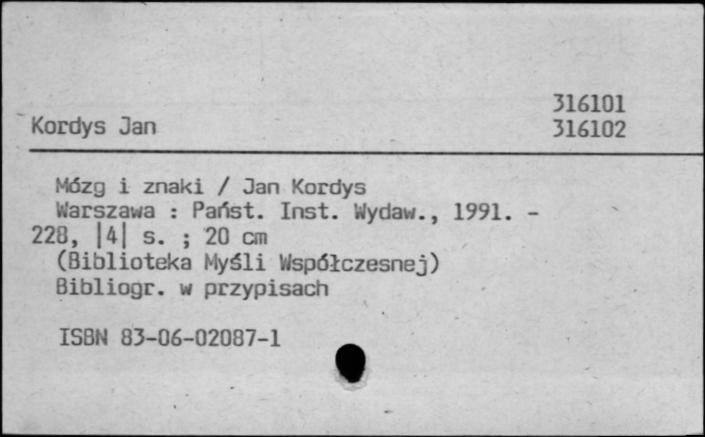 316101
Kordys Jan 316102
Mózg i znaki / Jan Kordys
Warszawa : Państ. Inst. Wydaw., 1991. -
228, |4| s. ; 20 cm
(Biblioteka Myśli Współczesnej)
Bibliogr. w przypisach
ISBN 83-06-02087-1